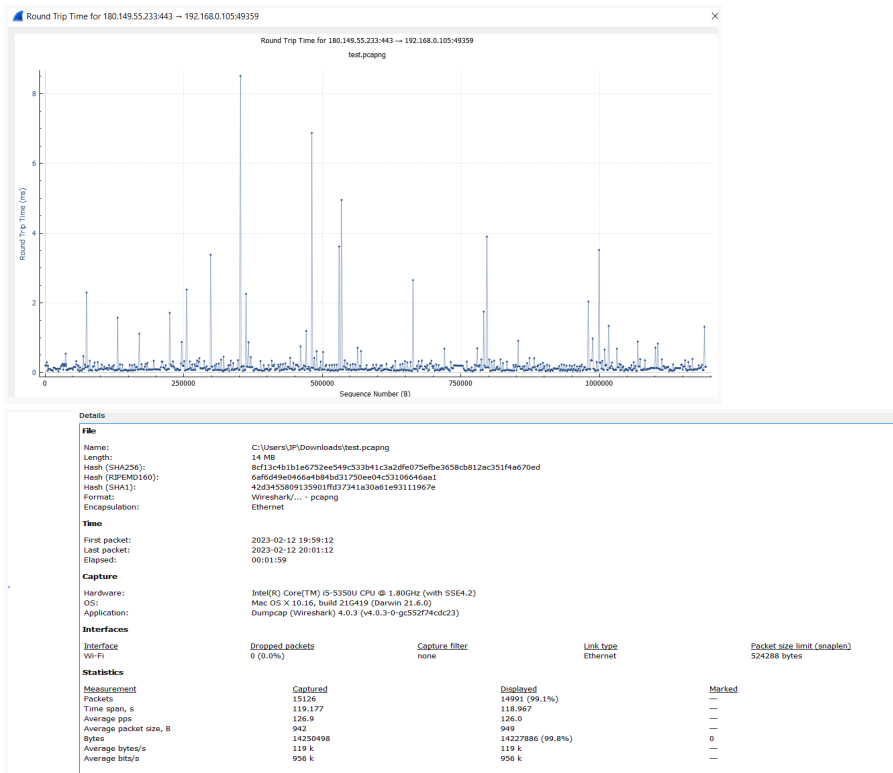 Round Trip Time for 180.149.55.233:443 → 192.168.0.105:49359
Round Trip Time for 180.149.55.233:443 → 192.168.0.105:49359
test.pcapng
Round Trip Time (ms)
8
6
4
2
0
0 250000 500000 750000 1000000
Sequence Number (B)
Details
File
Name: C:\Users\JP\Downloads\test.pcapng
Length: 14 MB
Hash (SHA256): 8cf13c4b1b1e6752ee549c533b41c3a2dfe075efbe3658cb812ac351f4a670ed
Hash (RIPEMD160): 6af6d49e0466a4b84bd31750ee04c53106646aa1
Hash (SHA1): 42d3455809135901ffd37341a30a61e93111967e
Format: Wireshark/... - pcapng
Encapsulation: Ethernet
Time
First packet: 2023-02-12 19:59:12
Last packet: 2023-02-12 20:01:12
Elapsed: 00:01:59
Capture
Hardware: Intel(R) Core(TM) i5-5350U CPU @ 1.80GHz (with SSE4.2)
OS: Mac OS X 10.16, build 21G419 (Darwin 21.6.0)
Application: Dumpcap (Wireshark) 4.0.3 (v4.0.3-0-gc552f74cdc23)
Interfaces
Interface Dropped packets Capture filter Link type Packet size limit (snaplen)
Wi-Fi 0 (0.0%) none Ethernet 524288 bytes
Statistics
Measurement Captured Displayed Marked
Packets 15126 14991 (99.1%) —
Time span, s 119.177 118.967 —
Average pps 126.9 126.0 —
Average packet size, B 942 949 —
Bytes 14250498 14227886 (99.8%) 0
Average bytes/s 119 k 119 k —
Average bits/s 956 k 956 k —